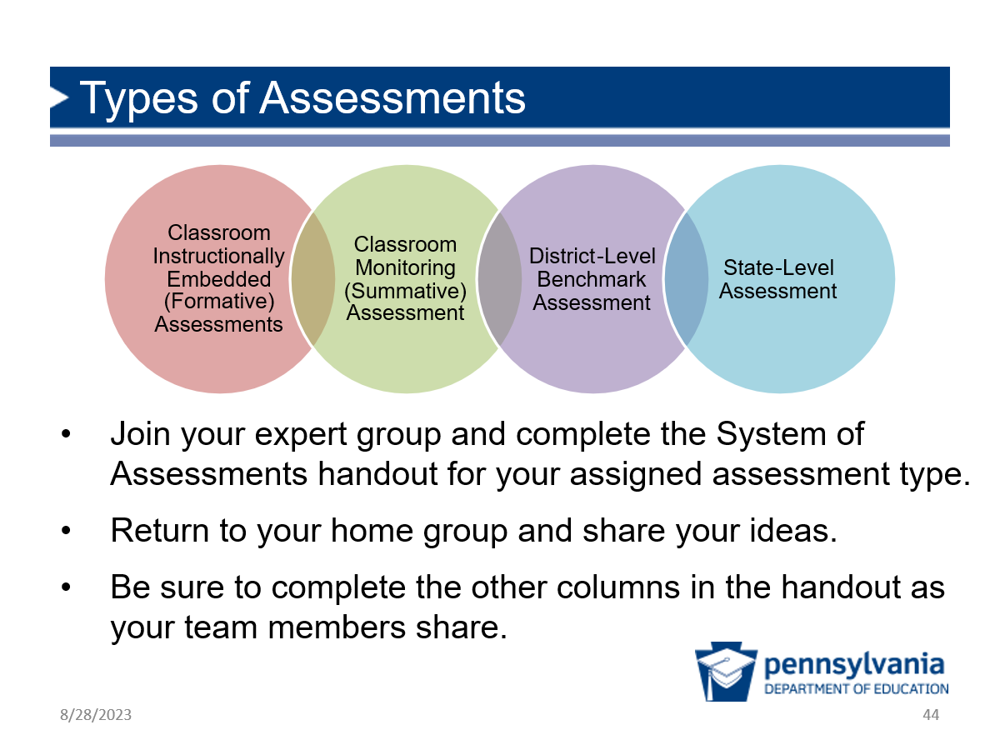 Types of Assessments
Classroom
Instructionally
Embedded
(Formative)
Assessments
Classroom
Monitoring
(Summative)
Assessment
District-Level
Benchmark
Assessment
State-Level
Assessment
• Join your expert group and complete the System of
Assessments handout for your assigned assessment type.
• Return to your home group and share your ideas.
• Be sure to complete the other columns in the handout as
your team members share.
pennsylvania
DEPARTMENT OF EDUCATION
8/28/2023
44